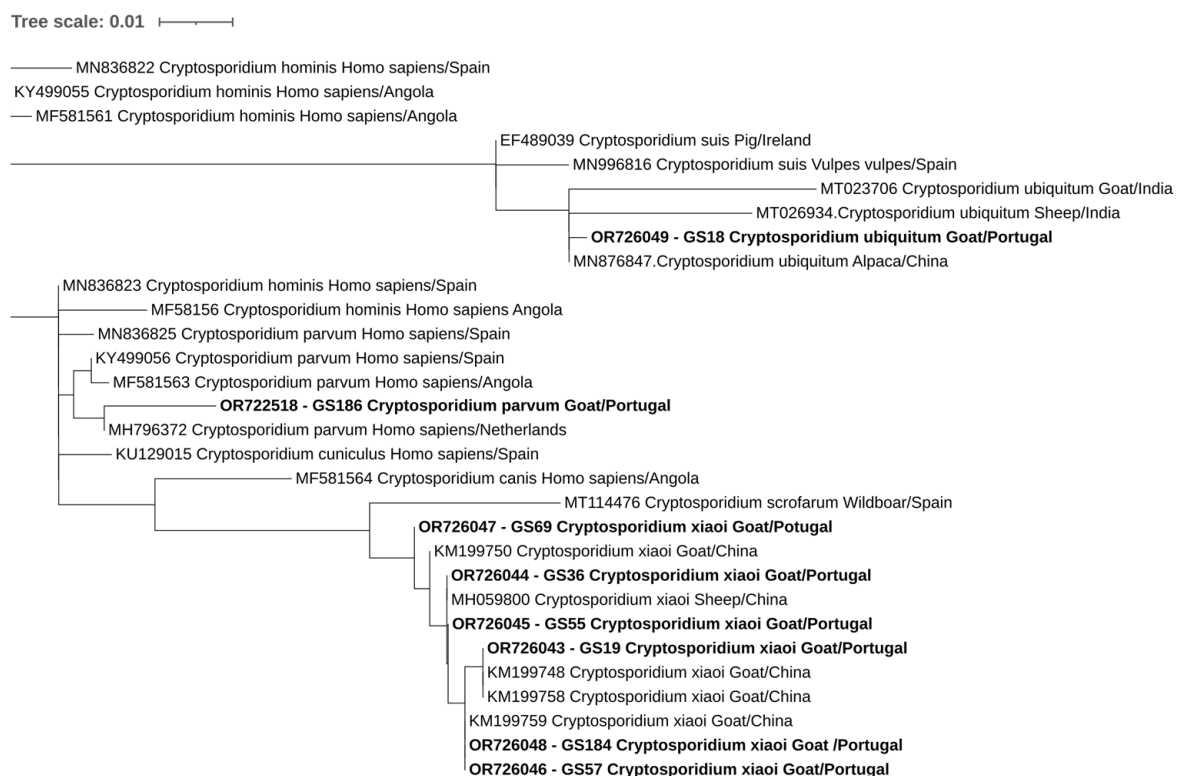 Tree scale: 0.01
MN836822 Cryptosporidium hominis Homo sapiens/Spain
KY499055 Cryptosporidium hominis Homo sapiens/Angola
MF581561 Cryptosporidium hominis Homo sapiens/Angola
EF489039 Cryptosporidium suis Pig/Ireland
MN996816 Cryptosporidium suis Vulpes vulpes/Spain
MT023706 Cryptosporidium ubiquitum Goat/India
MT026934.Cryptosporidium ubiquitum Sheep/India
OR726049 - GS18 Cryptosporidium ubiquitum Goat/Portugal
MN876847.Cryptosporidium ubiquitum Alpaca/China
MN836823 Cryptosporidium hominis Homo sapiens/Spain
MF58156 Cryptosporidium hominis Homo sapiens Angola
MN836825 Cryptosporidium parvum Homo sapiens/Spain
KY499056 Cryptosporidium parvum Homo sapiens/Spain
MF581563 Cryptosporidium parvum Homo sapiens/Angola
OR722518 - GS186 Cryptosporidium parvum Goat/Portugal
MH796372 Cryptosporidium parvum Homo sapiens/Netherlands
KU129015 Cryptosporidium cuniculus Homo sapiens/Spain
MF581564 Cryptosporidium canis Homo sapiens/Angola
MT114476 Cryptosporidium scrofarum Wildboar/Spain
OR726047 - GS69 Cryptosporidium xiaoi Goat/Potugal
KM199750 Cryptosporidium xiaoi Goat/China
OR726044 - GS36 Cryptosporidium xiaoi Goat/Portugal
MH059800 Cryptosporidium xiaoi Sheep/China
OR726045 - GS55 Cryptosporidium xiaoi Goat/Portugal
OR726043 - GS19 Cryptosporidium xiaoi Goat/Portugal
KM199748 Cryptosporidium xiaoi Goat/China
KM199758 Cryptosporidium xiaoi Goat/China
KM199759 Cryptosporidium xiaoi Goat/China
OR726048 - GS184 Cryptosporidium xiaoi Goat /Portugal
OR726046 - GS57 Cryptosporidium xiaoi Goat/Portugal